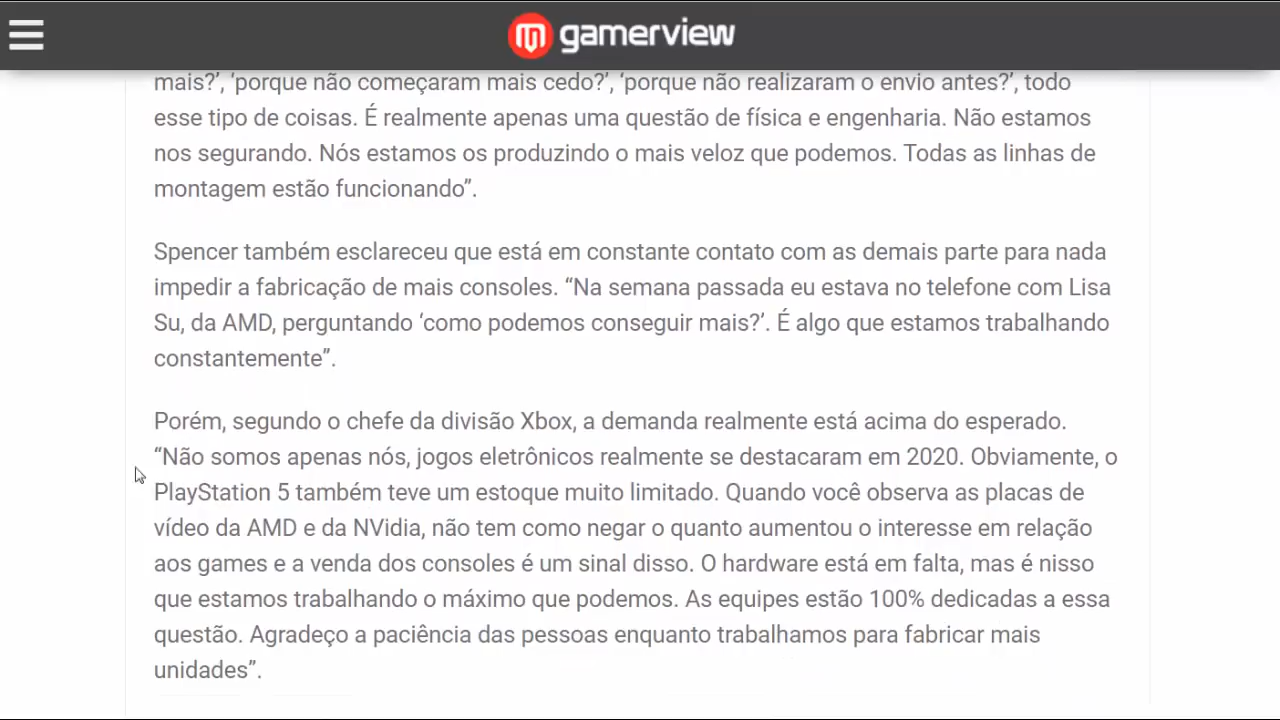 gamerview
mais?’, ‘porque não começaram mais cedo?’, ‘porque não realizaram o envio antes?’, todo
esse tipo de coisas. É realmente apenas uma questão de física e engenharia. Não estamos
nos segurando. Nós estamos os produzindo o mais veloz que podemos. Todas as linhas de
montagem estão funcionando”.
Spencer também esclareceu que está em constante contato com as demais parte para nada
impedir a fabricação de mais consoles. “Na semana passada eu estava no telefone com Lisa
Su, da AMD, perguntando ‘como podemos conseguir mais?’. É algo que estamos trabalhando
constantemente”.
Porém, segundo o chefe da divisão Xbox, a demanda realmente está acima do esperado.
“Não somos apenas nós, jogos eletrônicos realmente se destacaram em 2020. Obviamente, o
PlayStation 5 também teve um estoque muito limitado. Quando você observa as placas de
vídeo da AMD e da NVidia, não tem como negar o quanto aumentou o interesse em relação
aos games e a venda dos consoles é um sinal disso. O hardware está em falta, mas é nisso
que estamos trabalhando o máximo que podemos. As equipes estão 100% dedicadas a essa
questão. Agradeço a paciência das pessoas enquanto trabalhamos para fabricar mais
unidades”.